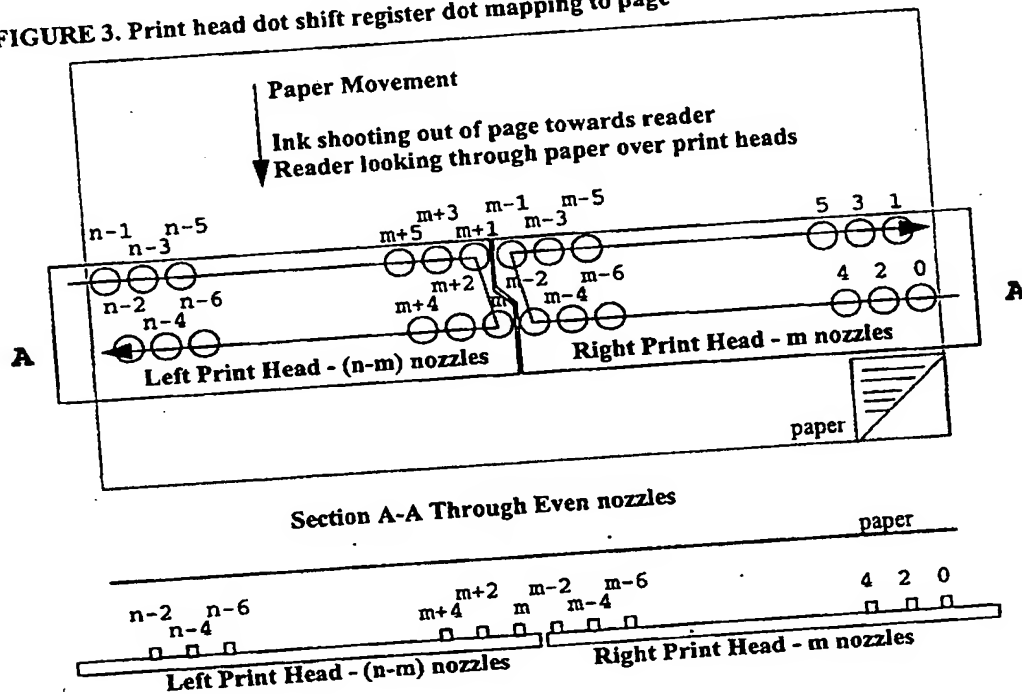 FIGURE 3. Print head dot shift register dot mapping to page
Paper Movement
Ink shooting out of page towards reader
Reader looking through paper over print heads
n-1 n-3 n-5
m+5 m+3 m+1 m-1 m-3 m-5
5 3 1
n-2 n-4 n-6
m+4 m+2 m m-2 m-4 m-6
4 2 0
A
A
Left Print Head - (n-m) nozzles
Right Print Head - m nozzles
paper
Section A-A Through Even nozzles
paper
n-2 n-4 n-6
m+4 m+2 m m-2 m-4 m-6
4 2 0
Left Print Head - (n-m) nozzles
Right Print Head - m nozzles